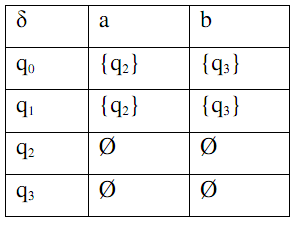 δ a b
q₀ {q₂} {q₃}
q₁ {q₂} {q₃}
q₂ Ø Ø
q₃ Ø Ø